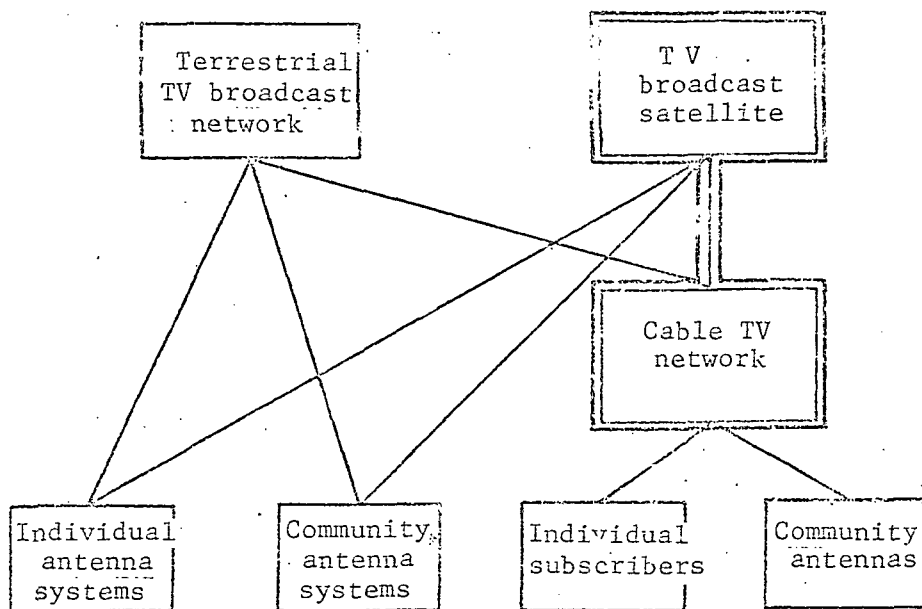 Terrestrial
TV broadcast
network
TV
broadcast
satellite
Cable TV
network
Individual
antenna
systems
Community
antenna
systems
Individual
subscribers
Community
antennas